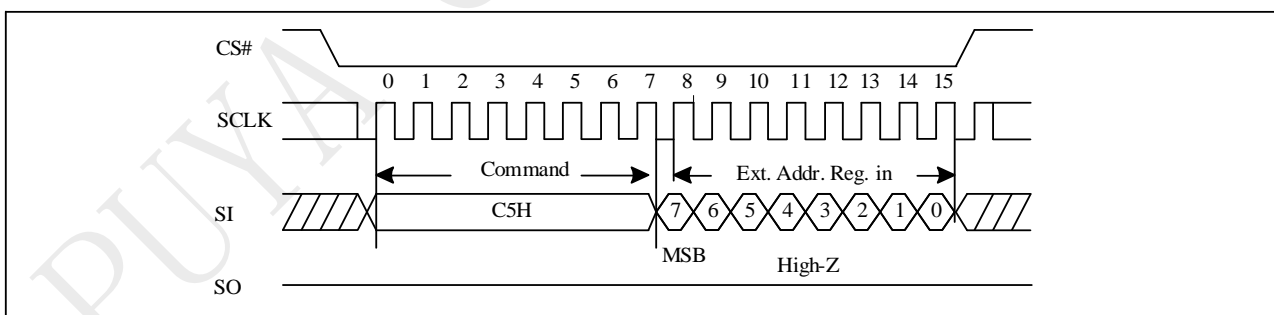 CS#
0 1 2 3 4 5 6 7 8 9 10 11 12 13 14 15
SCLK
Command Ext. Addr. Reg. in
SI C5H 7 6 5 4 3 2 1 0
MSB High-Z
SO
PUYA